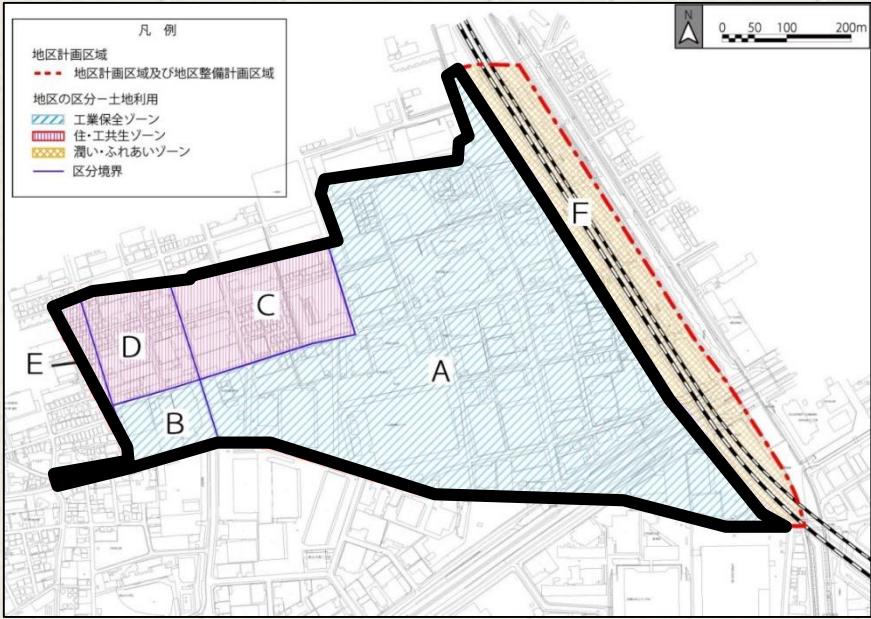 凡 例
地区計画区域
地区計画区域及び地区整備計画区域
地区の区分－土地利用
工業保全ゾーン
住・工共生ゾーン
潤い・ふれあいゾーン
区分境界
N
0 50 100 200m
F
C
D
E
A
B